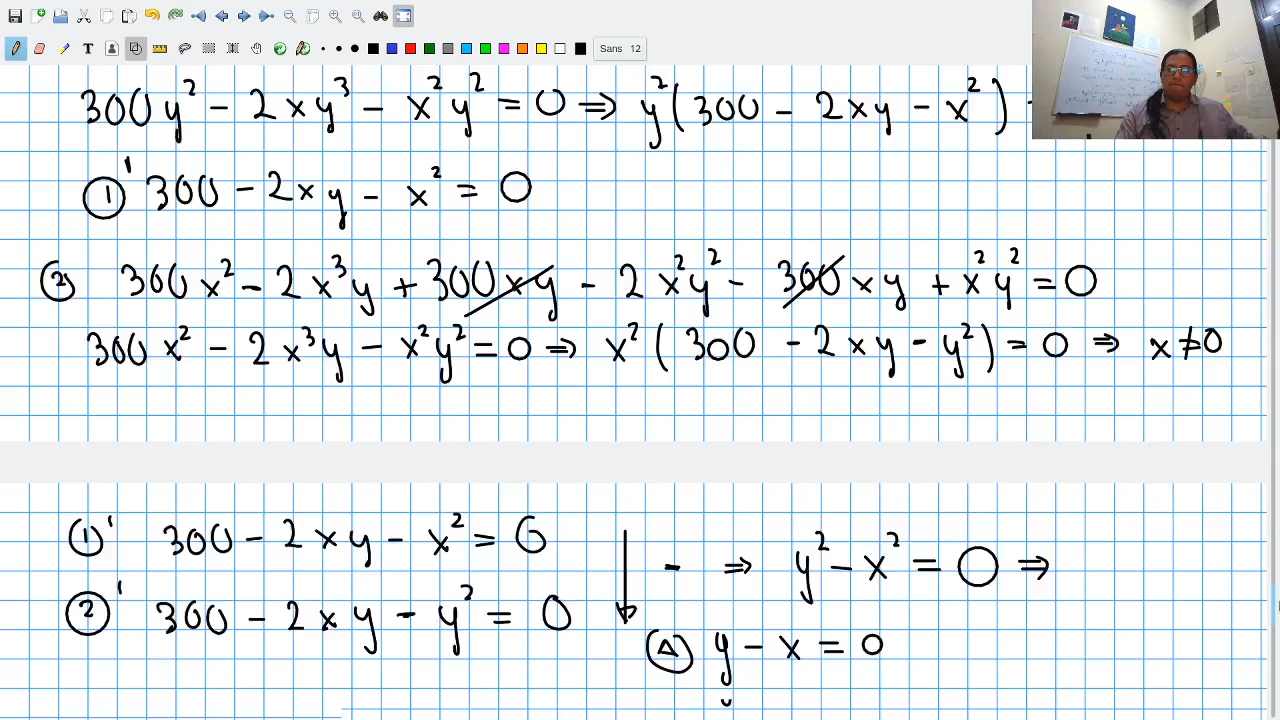 Sans 12
300y² - 2xy³ - x²y² = 0 ⇒ y²(300 - 2xy - x²)
①' 300 - 2xy - x² = 0
② 300x² - 2x³y + 300xy - 2x²y² - 300xy + x²y² = 0
300x² - 2x³y - x²y² = 0 ⇒ x²(300 - 2xy - y²) = 0 ⇒ x ≠ 0
①' 300 - 2xy - x² = 0
- ⇒ y² - x² = 0 ⇒
②' 300 - 2xy - y² = 0
Ⓐ y - x = 0